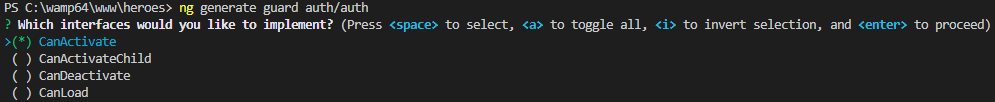 PS C:\wamp64\www\heroes> ng generate guard auth/auth
? Which interfaces would you like to implement? (Press <space> to select, <a> to toggle all, <i> to invert selection, and <enter> to proceed)
>(*) CanActivate
( ) CanActivateChild
( ) CanDeactivate
( ) CanLoad